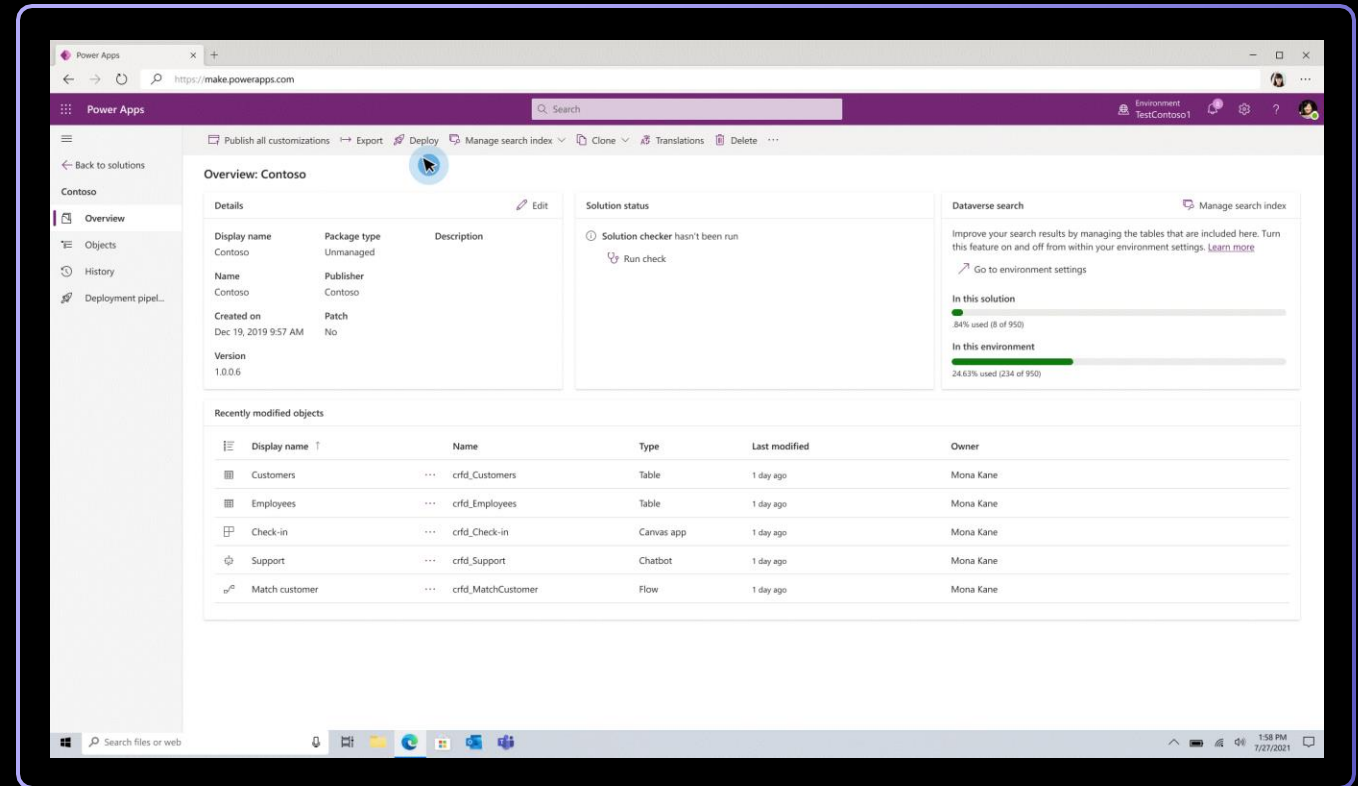 Power Apps
https://make.powerapps.com
Power Apps
Search
Environment
TestContoso1
Publish all customizations Export Deploy Manage search index Clone Translations Delete ...
Back to solutions
Contoso
Overview
Objects
History
Deployment pipel...
Overview: Contoso
Details Edit
Display name Package type Description
Contoso Unmanaged
Name Publisher
Contoso Contoso
Created on Patch
Dec 19, 2019 9:57 AM No
Version
1.0.0.6
Solution status
Solution checker hasn't been run
Run check
Dataverse search Manage search index
Improve your search results by managing the tables that are included here. Turn
this feature on and off from within your environment settings. Learn more
Go to environment settings
In this solution
.84% used (8 of 950)
In this environment
24.63% used (234 of 950)
Recently modified objects
Display name ↑ Name Type Last modified Owner
Customers ... crfd_Customers Table 1 day ago Mona Kane
Employees ... crfd_Employees Table 1 day ago Mona Kane
Check-in ... crfd_Check-in Canvas app 1 day ago Mona Kane
Support ... crfd_Support Chatbot 1 day ago Mona Kane
Match customer ... crfd_MatchCustomer Flow 1 day ago Mona Kane
Search files or web
1:58 PM
7/27/2021